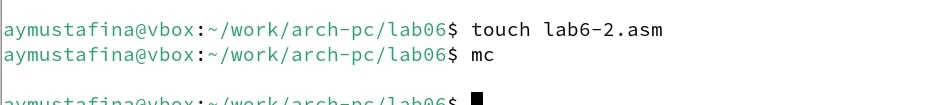 aymustafina@vbox:~/work/arch-pc/lab06$ touch lab6-2.asm
aymustafina@vbox:~/work/arch-pc/lab06$ mc
aymustafina@vbox:~/work/arch-pc/lab06$